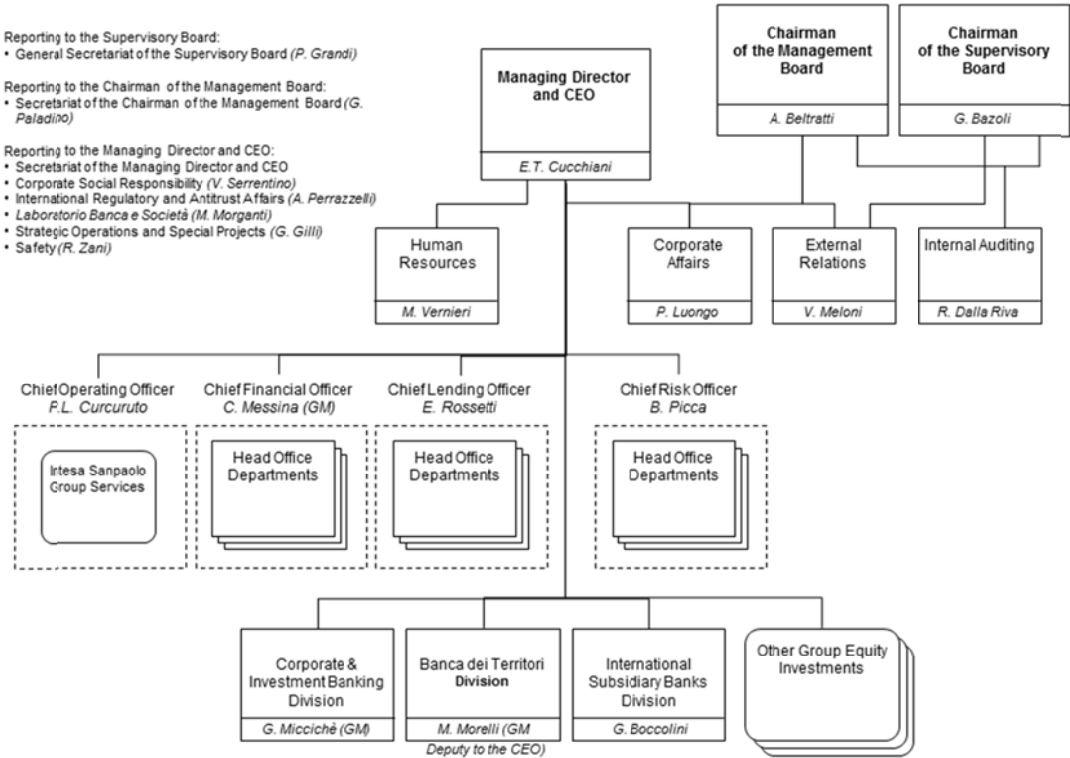 Reporting to the Supervisory Board:
• General Secretariat of the Supervisory Board (P. Grandi)
Reporting to the Chairman of the Management Board:
• Secretariat of the Chairman of the Management Board (G.
Paladino)
Reporting to the Managing Director and CEO:
• Secretariat of the Managing Director and CEO
• Corporate Social Responsibility (V. Serrentino)
• International Regulatory and Antitrust Affairs (A. Perrazzelli)
• Laboratorio Banca e Società (M. Morganti)
• Strategic Operations and Special Projects (G. Gilli)
• Safety (R. Zani)
Managing Director
and CEO
E.T. Cucchiani
Chairman
of the Management
Board
A. Beltratti
Chairman
of the Supervisory
Board
G. Bazoli
Human
Resources
M. Vernieri
Corporate
Affairs
P. Luongo
External
Relations
V. Meloni
Internal Auditing
R. Dalla Riva
Chief Operating Officer
P.L. Curcuruto
Intesa Sanpaolo
Group Services
Chief Financial Officer
C. Messina (GM)
Head Office
Departments
Chief Lending Officer
E. Rossetti
Head Office
Departments
Chief Risk Officer
B. Picca
Head Office
Departments
Corporate &
Investment Banking
Division
G. Miccichè (GM)
Banca dei Territori
Division
M. Morelli (GM
Deputy to the CEO)
International
Subsidiary Banks
Division
G. Boccolini
Other Group Equity
Investments